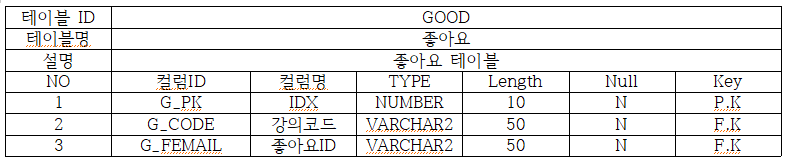 테이블 ID GOOD
테이블명 좋아요
설명 좋아요 테이블
NO 컬럼ID 컬럼명 TYPE Length Null Key
1 G_PK IDX NUMBER 10 N P.K
2 G_CODE 강의코드 VARCHAR2 50 N F.K
3 G_FEMAIL 좋아요ID VARCHAR2 50 N F.K